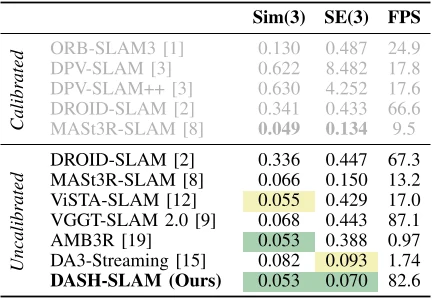 Sim(3) SE(3) FPS
Calibrated
ORB-SLAM3 [1] 0.130 0.487 24.9
DPV-SLAM [3] 0.622 8.482 17.8
DPV-SLAM++ [3] 0.630 4.252 17.6
DROID-SLAM [2] 0.341 0.433 66.6
MASt3R-SLAM [8] 0.049 0.134 9.5
Uncalibrated
DROID-SLAM [2] 0.336 0.447 67.3
MASt3R-SLAM [8] 0.066 0.150 13.2
ViSTA-SLAM [12] 0.055 0.429 17.0
VGGT-SLAM 2.0 [9] 0.068 0.443 87.1
AMB3R [19] 0.053 0.388 0.97
DA3-Streaming [15] 0.082 0.093 1.74
DASH-SLAM (Ours) 0.053 0.070 82.6